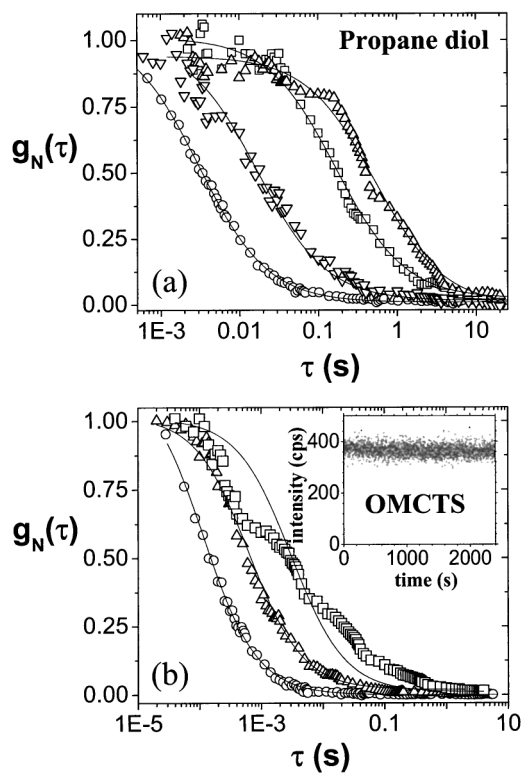 Propane diol
1.00
0.75
0.50
0.25
0.00
g_N(τ)
(a)
1E-3 0.01 0.1 1 10
τ (s)
1.00
0.75
0.50
0.25
0.00
g_N(τ)
(b)
intensity (cps)
400
200
0
OMCTS
0 1000 2000
time (s)
1E-5 1E-3 0.1 10
τ (s)